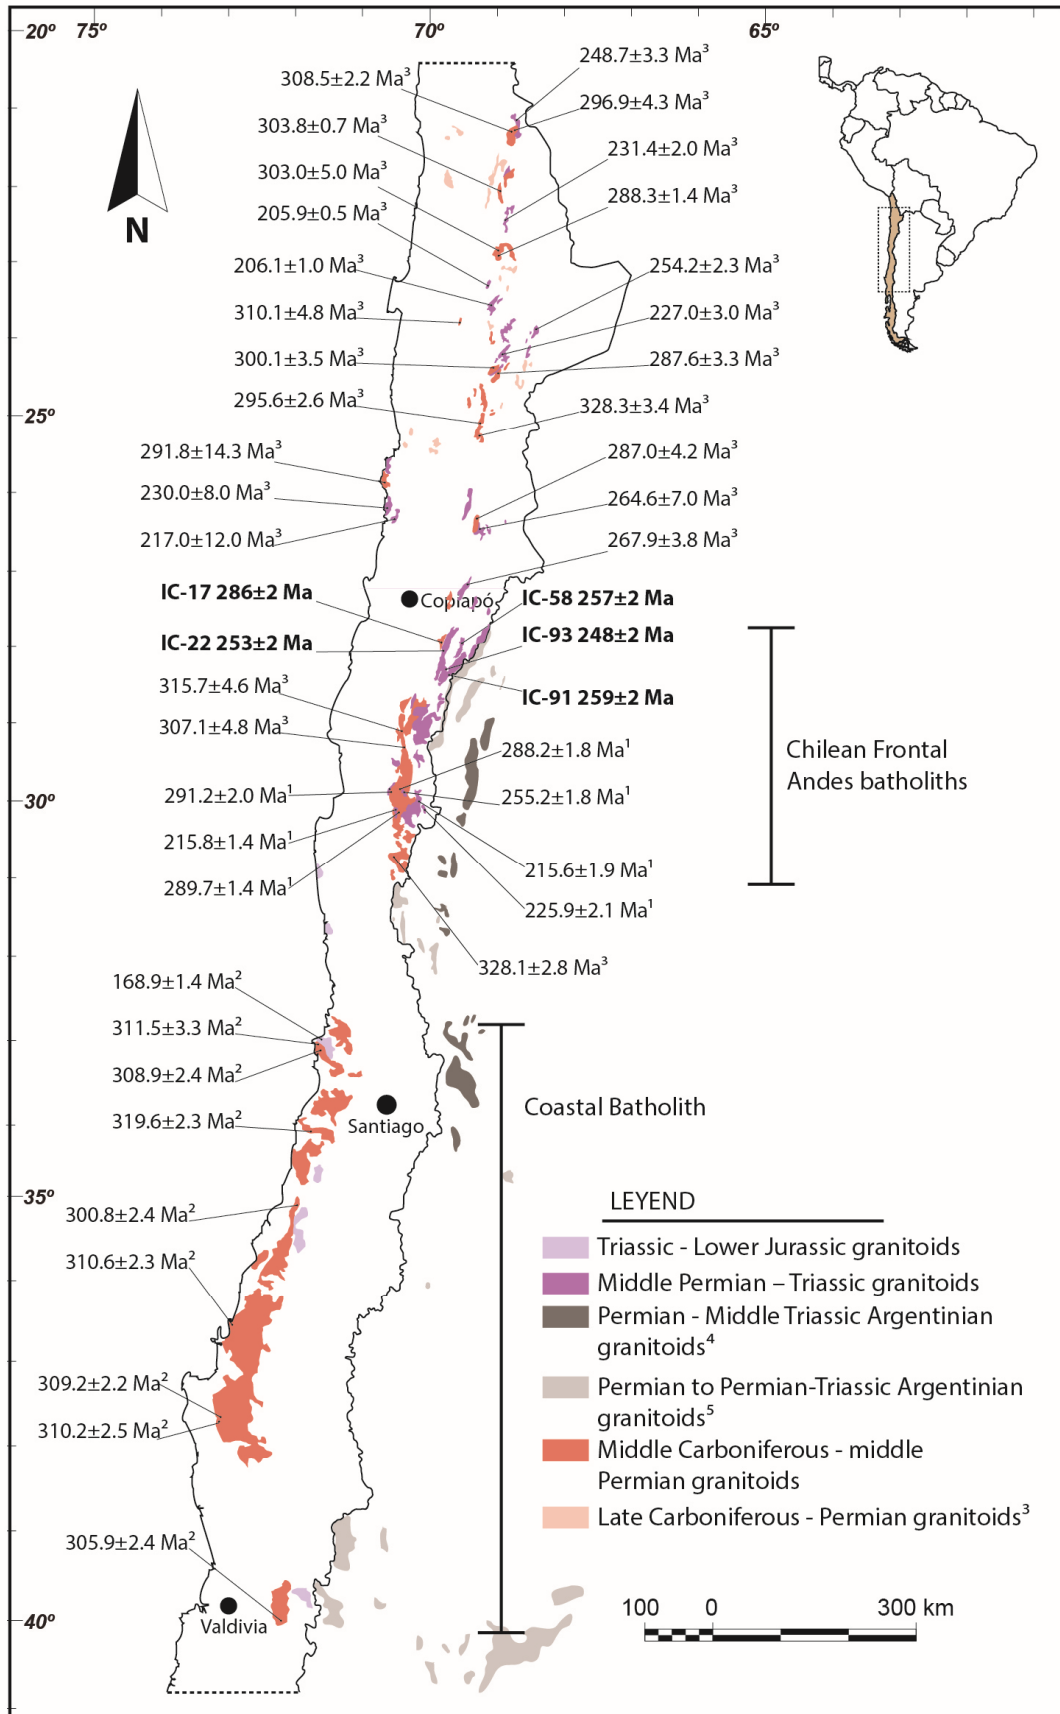 20º 75º 70º 65º
248.7±3.3 Ma³
308.5±2.2 Ma³
296.9±4.3 Ma³
303.8±0.7 Ma³
231.4±2.0 Ma³
303.0±5.0 Ma³
288.3±1.4 Ma³
205.9±0.5 Ma³
N
206.1±1.0 Ma³
254.2±2.3 Ma³
310.1±4.8 Ma³
227.0±3.0 Ma³
300.1±3.5 Ma³
287.6±3.3 Ma³
295.6±2.6 Ma³
328.3±3.4 Ma³
25º
291.8±14.3 Ma³
287.0±4.2 Ma³
230.0±8.0 Ma³
264.6±7.0 Ma³
217.0±12.0 Ma³
267.9±3.8 Ma³
IC-17 286±2 Ma
Copiapó
IC-58 257±2 Ma
IC-22 253±2 Ma
IC-93 248±2 Ma
315.7±4.6 Ma³
IC-91 259±2 Ma
307.1±4.8 Ma³
288.2±1.8 Ma¹
Chilean Frontal
Andes batholiths
291.2±2.0 Ma¹
255.2±1.8 Ma¹
30º
215.8±1.4 Ma¹
215.6±1.9 Ma¹
289.7±1.4 Ma¹
225.9±2.1 Ma¹
328.1±2.8 Ma³
168.9±1.4 Ma²
311.5±3.3 Ma²
308.9±2.4 Ma²
319.6±2.3 Ma²
Santiago
Coastal Batholith
35º
300.8±2.4 Ma²
310.6±2.3 Ma²
309.2±2.2 Ma²
310.2±2.5 Ma²
305.9±2.4 Ma²
Valdivia
40º
LEYEND
Triassic - Lower Jurassic granitoids
Middle Permian – Triassic granitoids
Permian - Middle Triassic Argentinian
granitoids⁴
Permian to Permian-Triassic Argentinian
granitoids⁵
Middle Carboniferous - middle
Permian granitoids
Late Carboniferous - Permian granitoids³
100 0 300 km